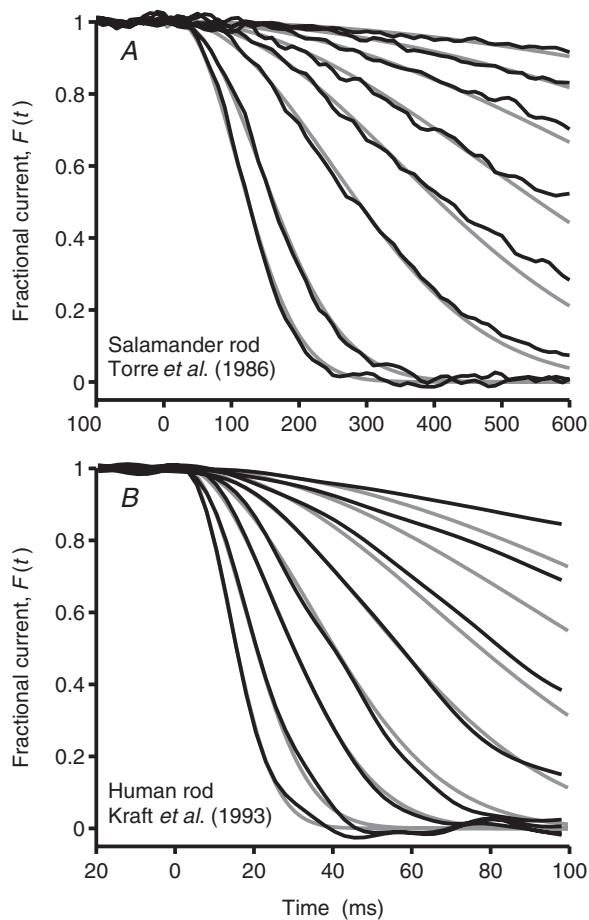 1
A
0.8
0.6
0.4
0.2
0
Fractional current, F(t)
Salamander rod
Torre et al. (1986)
100 0 100 200 300 400 500 600
1
B
0.8
0.6
0.4
0.2
0
Fractional current, F(t)
Human rod
Kraft et al. (1993)
20 0 20 40 60 80 100
Time (ms)